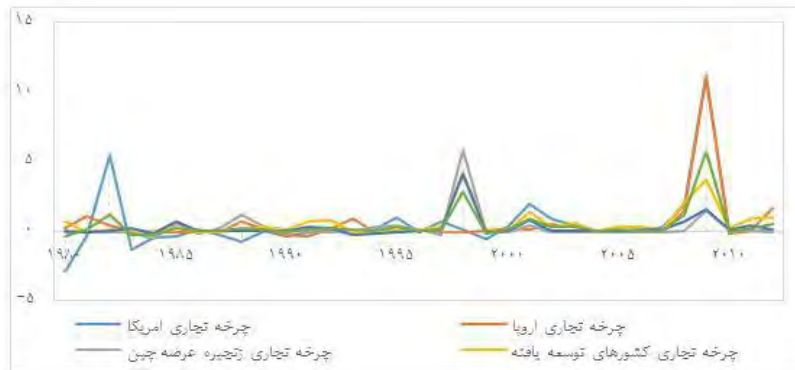 ۱۵
۱۰
۵
۰
-۵
۱۹۸۰ ۱۹۸۵ ۱۹۹۰ ۱۹۹۵ ۲۰۰۰ ۲۰۰۵ ۲۰۱۰
چرخه تجاری امریکا چرخه تجاری اروپا
چرخه تجاری زنجیره عرضه چین چرخه تجاری کشورهای توسعه یافته